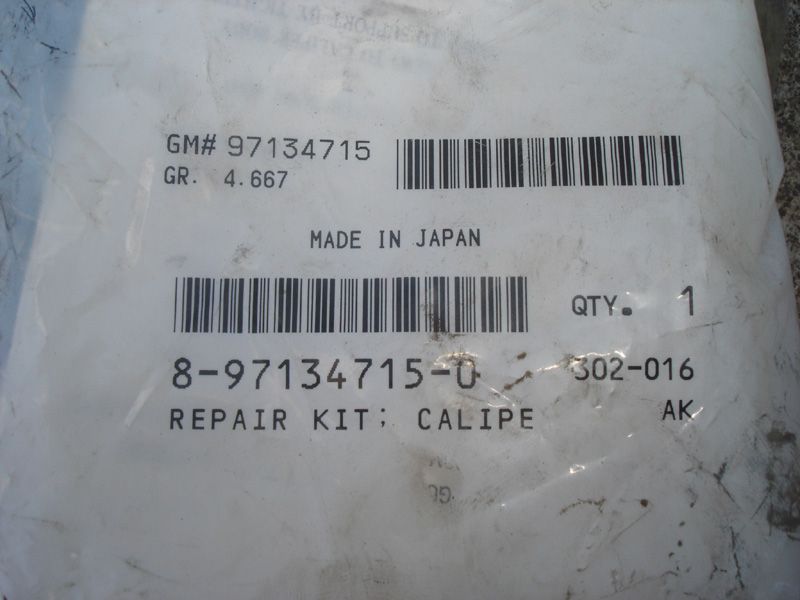 GM# 97134715
GR. 4.667
MADE IN JAPAN
QTY. 1
8-97134715-0
302-016
REPAIR KIT; CALIPE
AK